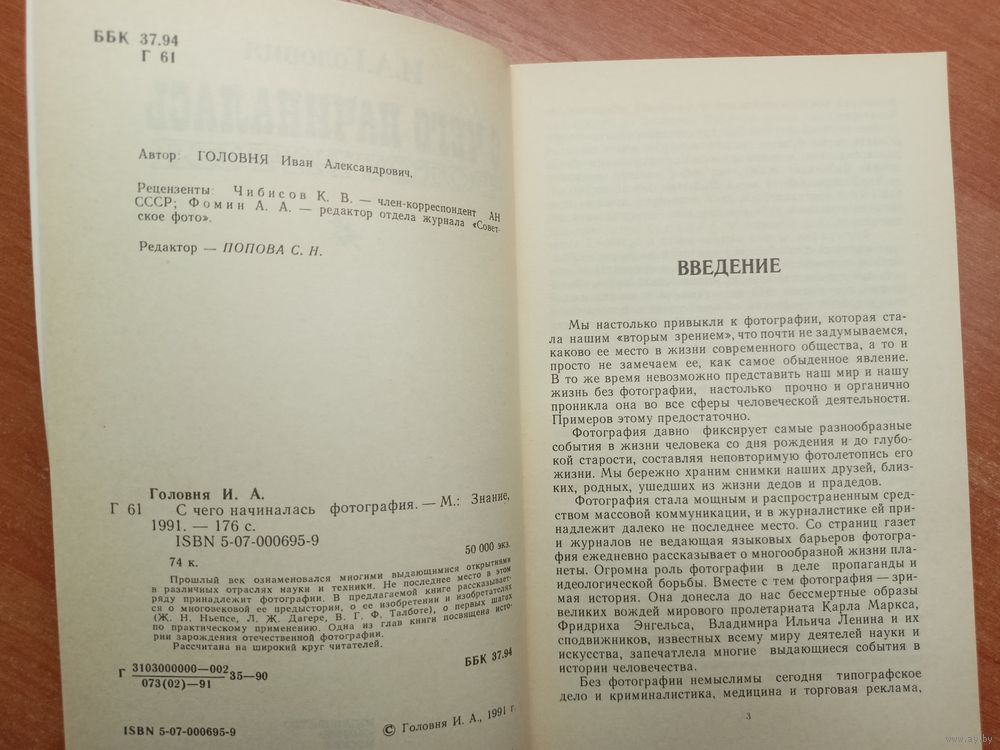 ББК 37.94
Г 61
Автор: ГОЛОВНЯ Иван Александрович.
Рецензенты: Чибисов К. В. — член-корреспондент АН
СССР; Фомин А. А. — редактор отдела журнала «Совет-
ское фото».
Редактор — ПОПОВА С. Н.
Головня И. А.
Г 61 С чего начиналась фотография. — М.: Знание,
1991. — 176 с.
ISBN 5-07-000695-9
74 к. 50 000 экз.
Прошлый век ознаменовался многими выдающимися открытиями
в различных отраслях науки и техники. Не последнее место в этом
ряду принадлежит фотографии. В предлагаемой книге рассказывает-
ся о многовековой ее предыстории, о ее изобретении и изобретателях
(Ж. Н. Ньепсе, Л. Ж. Дагере, В. Г. Ф. Талботе), о первых шагах
по практическому применению. Одна из глав книги посвящена исто-
рии зарождения отечественной фотографии.
Рассчитана на широкий круг читателей.
Г 3103000000—002 35—90
073(02)—91
ББК 37.94
ISBN 5-07-000695-9
© Головня И. А., 1991 г.
ВВЕДЕНИЕ
Мы настолько привыкли к фотографии, которая ста-
ла нашим «вторым зрением», что почти не задумываемся,
каково ее место в жизни современного общества, а то и
просто не замечаем ее, как самое обыденное явление.
В то же время невозможно представить наш мир и нашу
жизнь без фотографии, настолько прочно и органично
проникла она во все сферы человеческой деятельности.
Примеров этому предостаточно.
Фотография давно фиксирует самые разнообразные
события в жизни человека со дня рождения и до глубо-
кой старости, составляя неповторимую фотолетопись его
жизни. Мы бережно храним снимки наших друзей, близ-
ких, родных, ушедших из жизни дедов и прадедов.
Фотография стала мощным и распространенным сред-
ством массовой коммуникации, и в журналистике ей при-
надлежит далеко не последнее место. Со страниц газет
и журналов не ведающая языковых барьеров фотогра-
фия ежедневно рассказывает о многообразной жизни пла-
неты. Огромна роль фотографии в деле пропаганды и
идеологической борьбы. Вместе с тем фотография — зри-
мая история. Она донесла до нас бессмертные образы
великих вождей мирового пролетариата Карла Маркса,
Фридриха Энгельса, Владимира Ильича Ленина и их
сподвижников, известных всему миру деятелей науки и
искусства, запечатлела многие выдающиеся события в
истории человечества.
Без фотографии немыслимы сегодня типографское
дело и криминалистика, медицина и торговая реклама,
3
www.ay.by